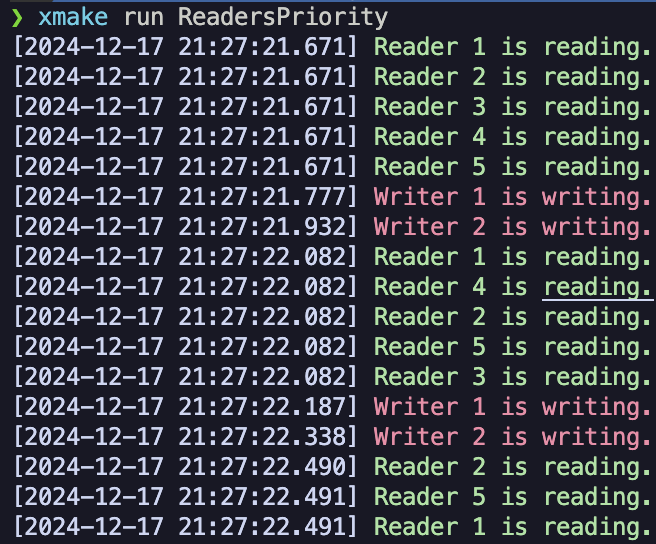 ❯ xmake run ReadersPriority
[2024-12-17 21:27:21.671] Reader 1 is reading.
[2024-12-17 21:27:21.671] Reader 2 is reading.
[2024-12-17 21:27:21.671] Reader 3 is reading.
[2024-12-17 21:27:21.671] Reader 4 is reading.
[2024-12-17 21:27:21.671] Reader 5 is reading.
[2024-12-17 21:27:21.777] Writer 1 is writing.
[2024-12-17 21:27:21.932] Writer 2 is writing.
[2024-12-17 21:27:22.082] Reader 1 is reading.
[2024-12-17 21:27:22.082] Reader 4 is reading.
[2024-12-17 21:27:22.082] Reader 2 is reading.
[2024-12-17 21:27:22.082] Reader 5 is reading.
[2024-12-17 21:27:22.082] Reader 3 is reading.
[2024-12-17 21:27:22.187] Writer 1 is writing.
[2024-12-17 21:27:22.338] Writer 2 is writing.
[2024-12-17 21:27:22.490] Reader 2 is reading.
[2024-12-17 21:27:22.491] Reader 5 is reading.
[2024-12-17 21:27:22.491] Reader 1 is reading.